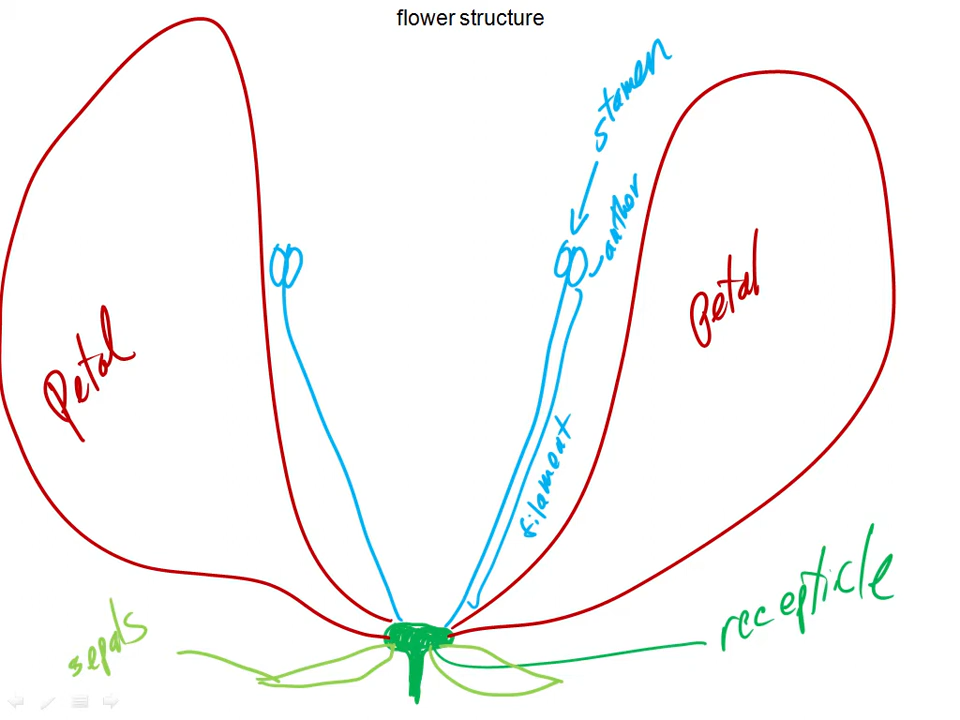 flower structure
stamen
anther
Petal
Petal
filament
sepals
recepticle